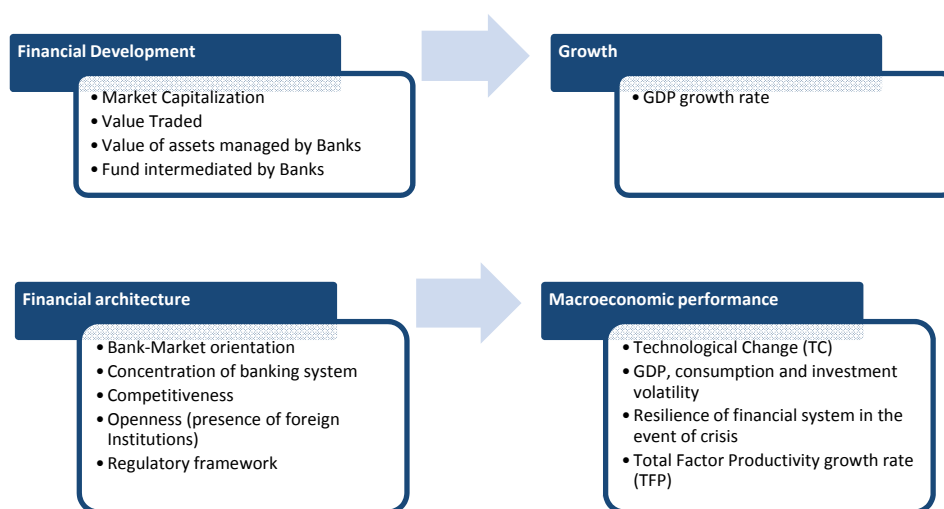 Financial Development
• Market Capitalization
• Value Traded
• Value of assets managed by Banks
• Fund intermediated by Banks
Growth
• GDP growth rate
Financial architecture
• Bank-Market orientation
• Concentration of banking system
• Competitiveness
• Openness (presence of foreign
Institutions)
• Regulatory framework
Macroeconomic performance
• Technological Change (TC)
• GDP, consumption and investment
volatility
• Resilience of financial system in the
event of crisis
• Total Factor Productivity growth rate
(TFP)